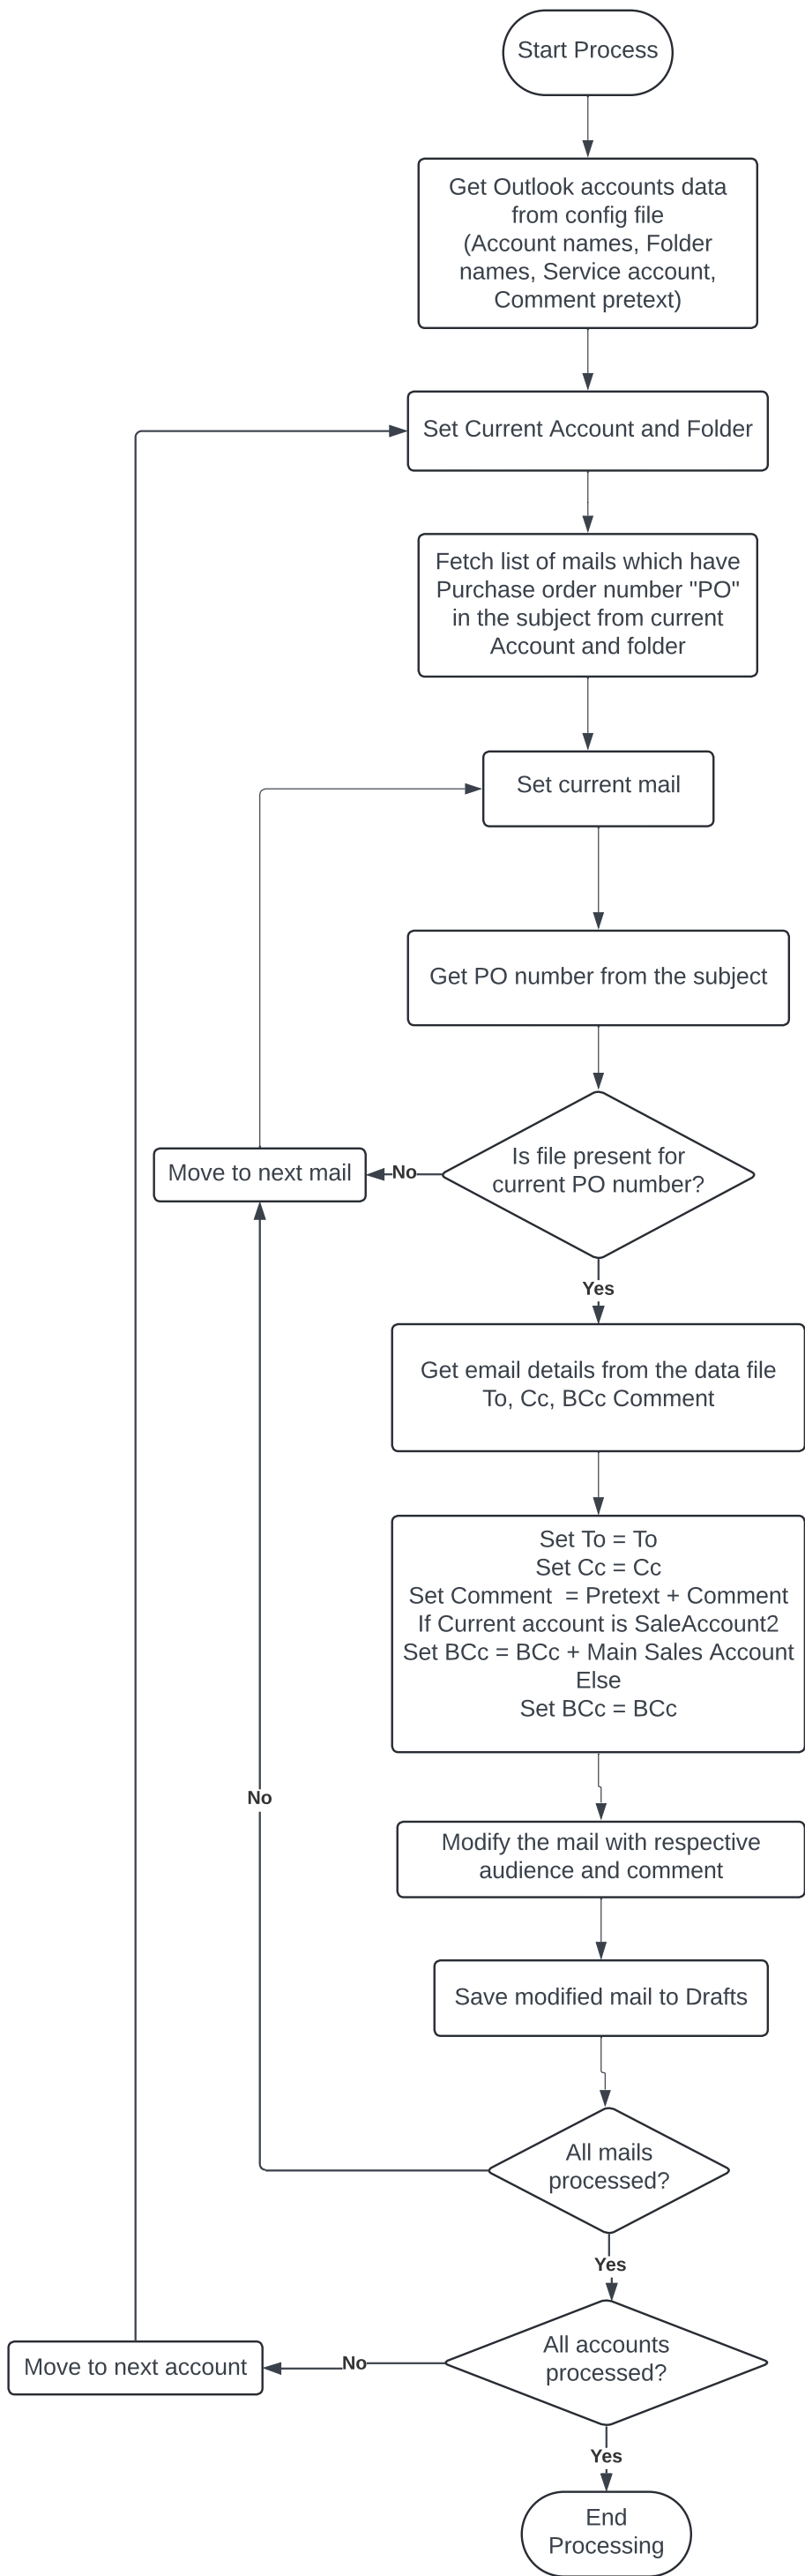 Start Process
Get Outlook accounts data
from config file
(Account names, Folder
names, Service account,
Comment pretext)
Set Current Account and Folder
Fetch list of mails which have
Purchase order number "PO"
in the subject from current
Account and folder
Set current mail
Get PO number from the subject
Is file present for
current PO number?
No
Move to next mail
Yes
Get email details from the data file
To, Cc, BCc Comment
Set To = To
Set Cc = Cc
Set Comment  = Pretext + Comment
If Current account is SaleAccount2
Set BCc = BCc + Main Sales Account
Else
Set BCc = BCc
No
Modify the mail with respective
audience and comment
Save modified mail to Drafts
All mails
processed?
Yes
All accounts
processed?
No
Move to next account
Yes
End
Processing